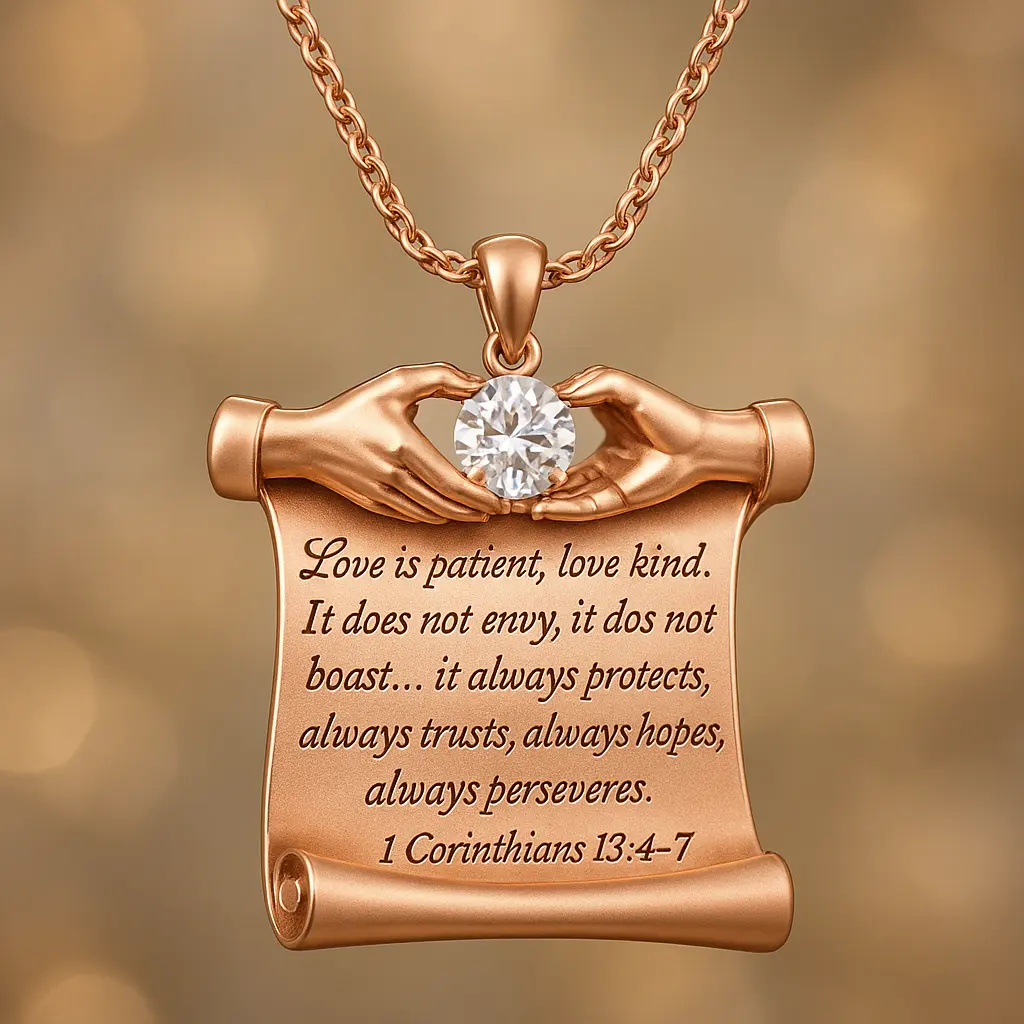 Love is patient, love kind.
It does not envy, it dos not
boast... it always protects,
always trusts, always hopes,
always perseveres.
1 Corinthians 13:4–7